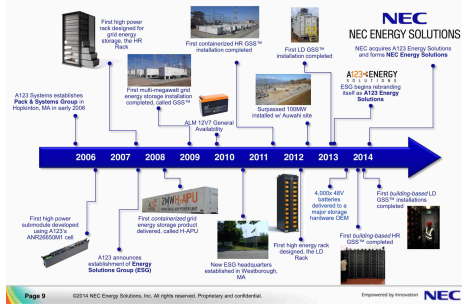 NEC
NEC ENERGY SOLUTIONS
First high power
rack designed for
grid energy
storage, the HR
Rack
First containerized HR GSS™
installation completed
First LD GSS™
installation completed
NEC acquires A123 Energy Solutions
and forms NEC Energy Solutions
A123 ENERGY
SOLUTIONS
ESG begins rebranding
itself as A123 Energy
Solutions
A123 Systems establishes
Pack & Systems Group in
Hopkinton, MA in early 2006
First multi-megawatt grid
energy storage installation
completed, called GSS™
ALM 12V7 General
Availability
Surpassed 100MW
installed w/ Auwahi site
2006 2007 2008 2009 2010 2011 2012 2013 2014
2MW H-APU
First high power
submodule developed
using A123's
ANR26650M1 cell
First containerized grid
energy storage product
delivered, called H-APU
A123 announces
establishment of Energy
Solutions Group (ESG)
New ESG headquarters
established in Westborough,
MA
First high energy rack
designed, the LD
Rack
4,000x 48V
batteries
delivered to a
major storage
hardware OEM
First building-based HR
GSS™ completed
First building-based LD
GSS™ installations
completed
Page 9
©2014 NEC Energy Solutions, Inc. All rights reserved. Proprietary and confidential.
Empowered by Innovation
NEC